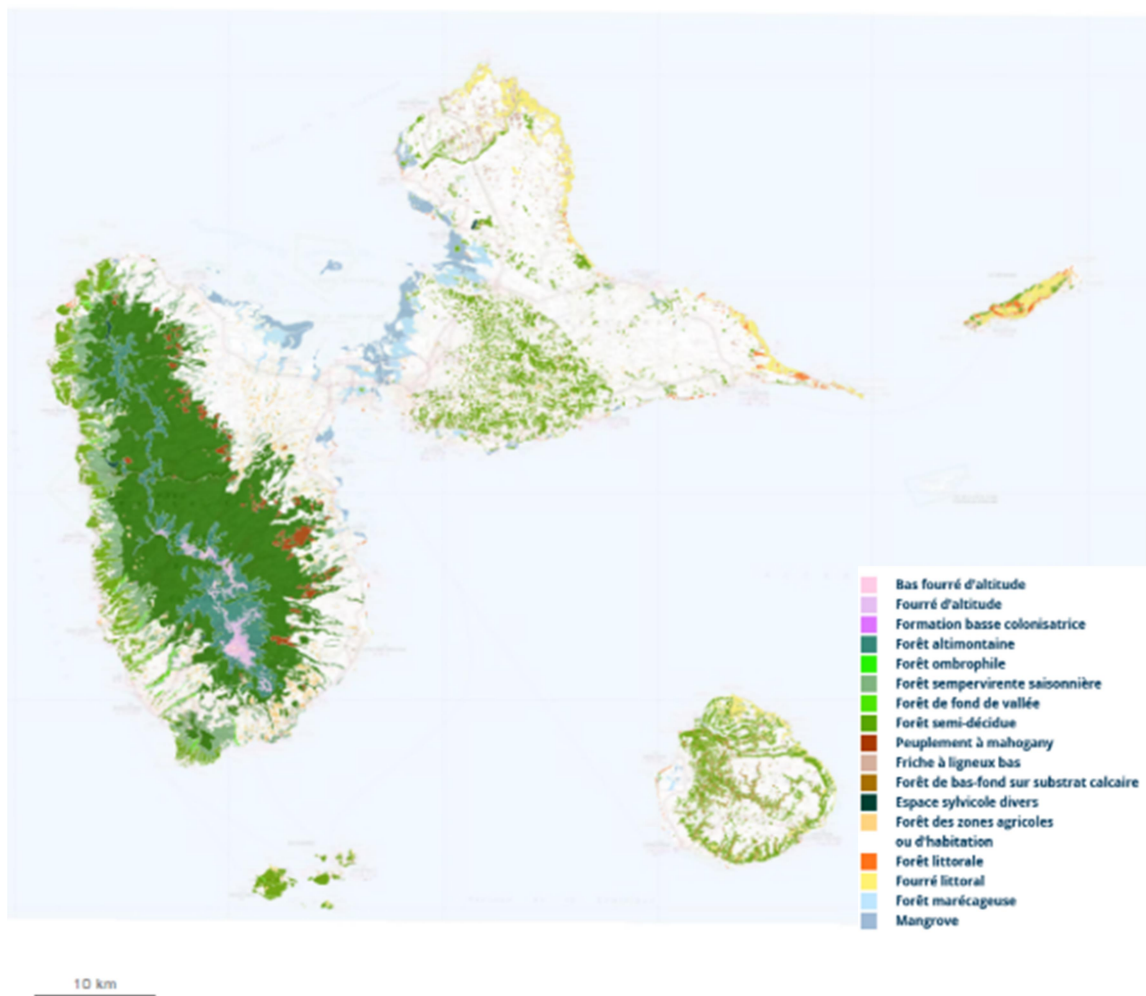 Bas fourré d'altitude
Fourré d'altitude
Formation basse colonisatrice
Forêt altimontaine
Forêt ombrophile
Forêt sempervirente saisonnière
Forêt de fond de vallée
Forêt semi-décidue
Peuplement à mahogany
Friche à ligneux bas
Forêt de bas-fond sur substrat calcaire
Espace sylvicole divers
Forêt des zones agricoles
ou d'habitation
Forêt littorale
Fourré littoral
Forêt marécageuse
Mangrove
10 km